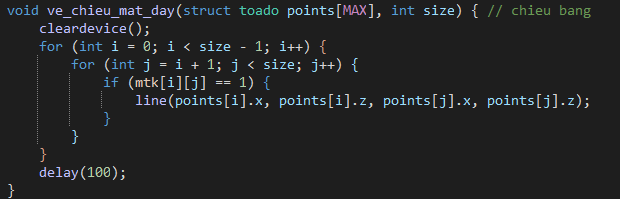 void ve_chieu_mat_day(struct toado points[MAX], int size) { // chieu bang
    cleardevice();
    for (int i = 0; i < size - 1; i++) {
        for (int j = i + 1; j < size; j++) {
            if (mtk[i][j] == 1) {
                line(points[i].x, points[i].z, points[j].x, points[j].z);
            }
        }
    }
    delay(100);
}